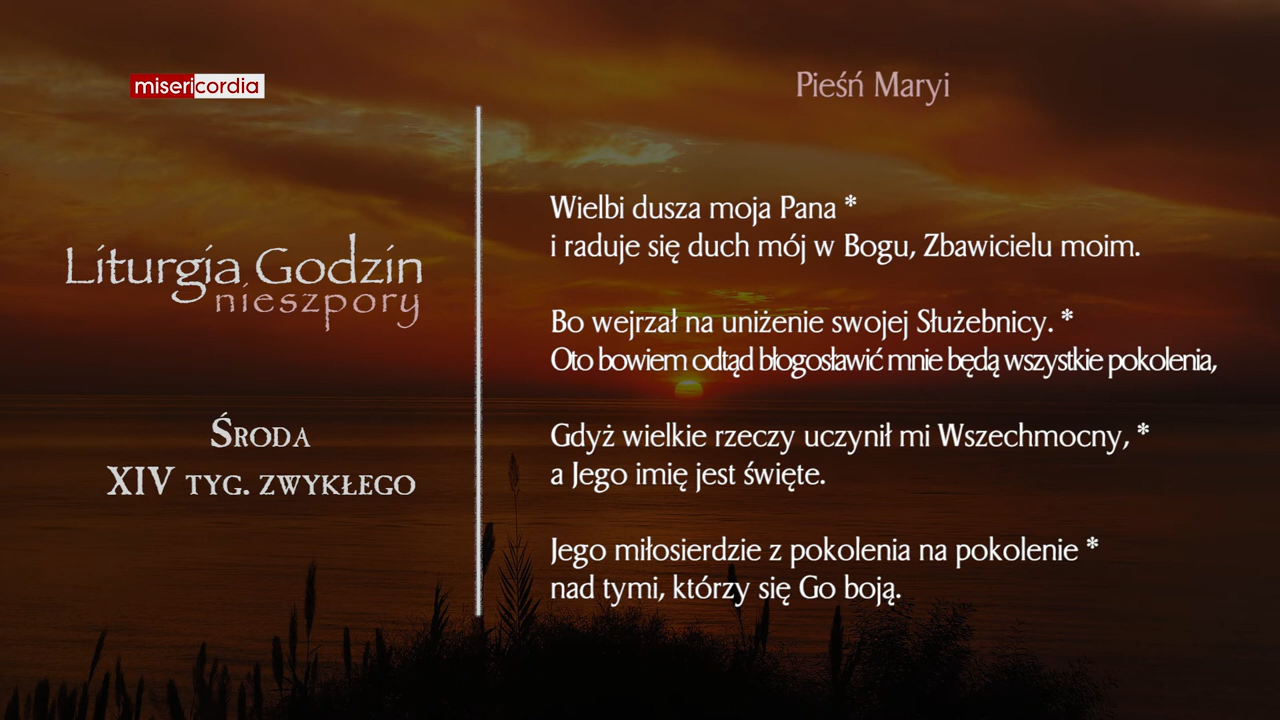 misericordia
Liturgia Godzin
nieszpory
Środa
XIV tyg. zwykłego
Pieśń Maryi
Wielbi dusza moja Pana *
i raduje się duch mój w Bogu, Zbawicielu moim.
Bo wejrzał na uniżenie swojej Służebnicy. *
Oto bowiem odtąd błogosławić mnie będą wszystkie pokolenia,
Gdyż wielkie rzeczy uczynił mi Wszechmocny, *
a Jego imię jest święte.
Jego miłosierdzie z pokolenia na pokolenie *
nad tymi, którzy się Go boją.